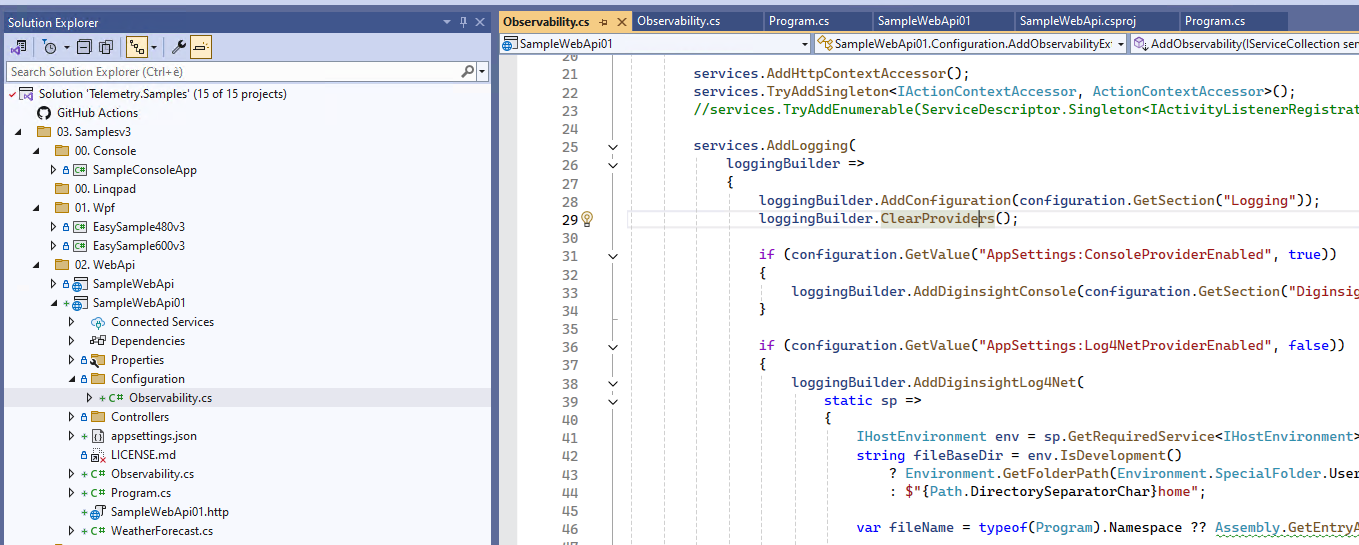 Solution Explorer
Search Solution Explorer (Ctrl+è)
Solution 'Telemetry.Samples' (15 of 15 projects)
GitHub Actions
03. Samplesv3
00. Console
SampleConsoleApp
00. Linqpad
01. Wpf
EasySample480v3
EasySample600v3
02. WebApi
SampleWebApi
SampleWebApi01
Connected Services
Dependencies
Properties
Configuration
C# Observability.cs
Controllers
appsettings.json
LICENSE.md
C# Observability.cs
C# Program.cs
SampleWebApi01.http
C# WeatherForecast.cs
Observability.cs Observability.cs Program.cs SampleWebApi01 SampleWebApi.csproj Program.cs
SampleWebApi01 SampleWebApi01.Configuration.AddObservabilityEx AddObservability(IServiceCollection ser
20
21 services.AddHttpContextAccessor();
22 services.TryAddSingleton<IActionContextAccessor, ActionContextAccessor>();
23 //services.TryAddEnumerable(ServiceDescriptor.Singleton<IActivityListenerRegistrat
24
25 services.AddLogging(
26 loggingBuilder =>
27 {
28 loggingBuilder.AddConfiguration(configuration.GetSection("Logging"));
29 loggingBuilder.ClearProviders();
30
31 if (configuration.GetValue("AppSettings:ConsoleProviderEnabled", true))
32 {
33 loggingBuilder.AddDiginsightConsole(configuration.GetSection("Diginsig
34 }
35
36 if (configuration.GetValue("AppSettings:Log4NetProviderEnabled", false))
37 {
38 loggingBuilder.AddDiginsightLog4Net(
39 static sp =>
40 {
41 IHostEnvironment env = sp.GetRequiredService<IHostEnvironment>
42 string fileBaseDir = env.IsDevelopment()
43 ? Environment.GetFolderPath(Environment.SpecialFolder.User
44 : $"{Path.DirectorySeparatorChar}home";
45
46 var fileName = typeof(Program).Namespace ?? Assembly.GetEntryA